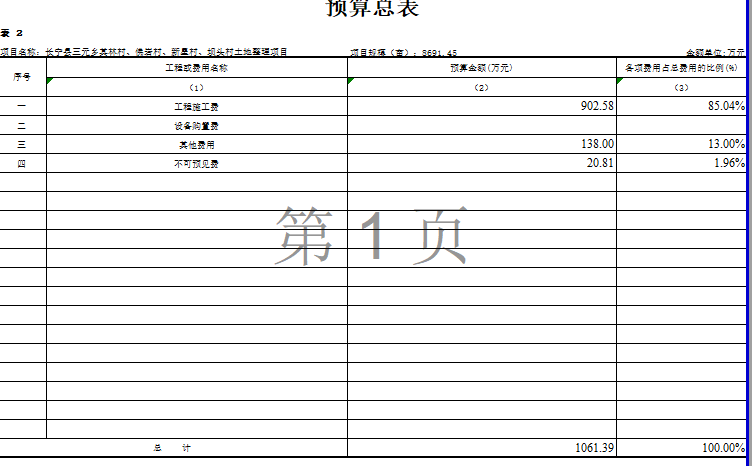 预算总表
表 2
项目名称：长宁县三元乡桨林村、佛岩村、新星村、坝头村土地整理项目 项目规模（亩）：3691.45 金额单位:万元
序号 工程或费用名称 预算金额(万元) 各项费用占总费用的比例(%)
（1） （2） （3）
一 工程施工费 902.58 85.04%
二 设备购置费
三 其他费用 138.00 13.00%
四 不可预见费 20.81 1.96%
第 1 页
总 计 1061.39 100.00%